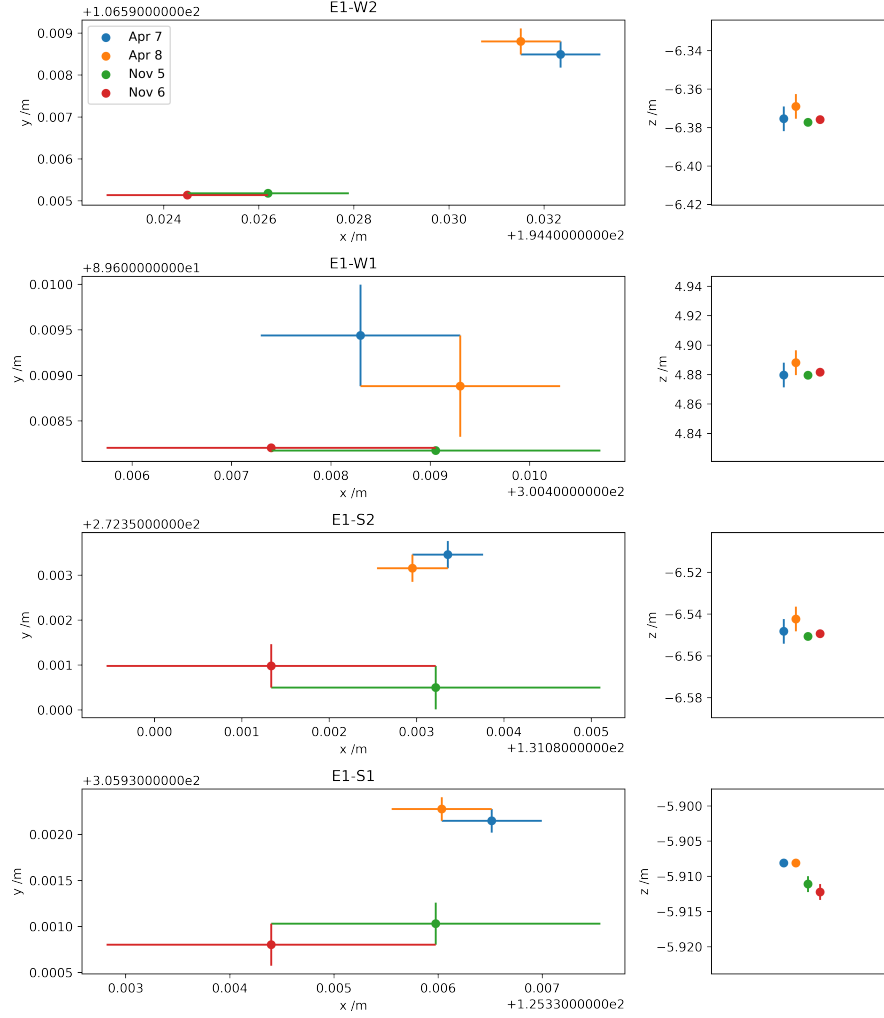 +1.0659000000e2
E1-W2
Apr 7
Apr 8
Nov 5
Nov 6
0.009
0.008
0.007
0.006
0.005
y /m
0.024
0.026
0.028
0.030
0.032
x /m
+1.9440000000e2
−6.34
−6.36
−6.38
−6.40
−6.42
z /m
+8.9600000000e1
E1-W1
0.0100
0.0095
0.0090
0.0085
y /m
0.006
0.007
0.008
0.009
0.010
x /m
+3.0040000000e2
4.94
4.92
4.90
4.88
4.86
4.84
z /m
+2.7235000000e2
E1-S2
0.003
0.002
0.001
0.000
y /m
0.000
0.001
0.002
0.003
0.004
0.005
x /m
+1.3108000000e2
−6.52
−6.54
−6.56
−6.58
z /m
+3.0593000000e2
E1-S1
0.0020
0.0015
0.0010
0.0005
y /m
0.003
0.004
0.005
0.006
0.007
x /m
+1.2533000000e2
−5.900
−5.905
−5.910
−5.915
−5.920
z /m